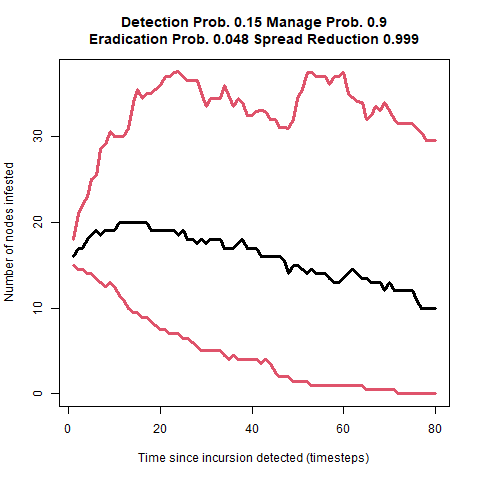 Detection Prob. 0.15 Manage Prob. 0.9
Eradication Prob. 0.048 Spread Reduction 0.999
Number of nodes infested
30
20
10
0
0 20 40 60 80
Time since incursion detected (timesteps)